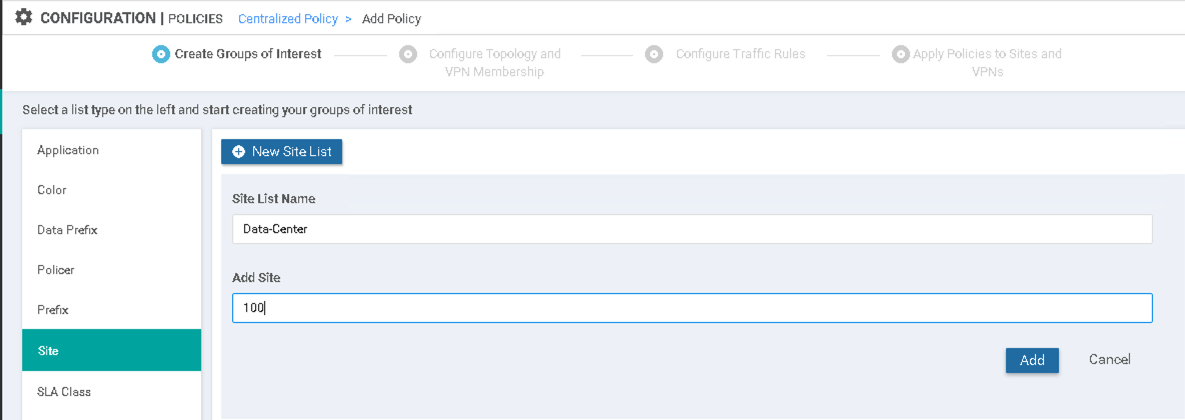 CONFIGURATION | POLICIES Centralized Policy > Add Policy
Create Groups of Interest
Configure Topology and
VPN Membership
Configure Traffic Rules
Apply Policies to Sites and
VPNs
Select a list type on the left and start creating your groups of interest
Application
Color
Data Prefix
Policer
Prefix
Site
SLA Class
New Site List
Site List Name
Data-Center
Add Site
100
Add
Cancel